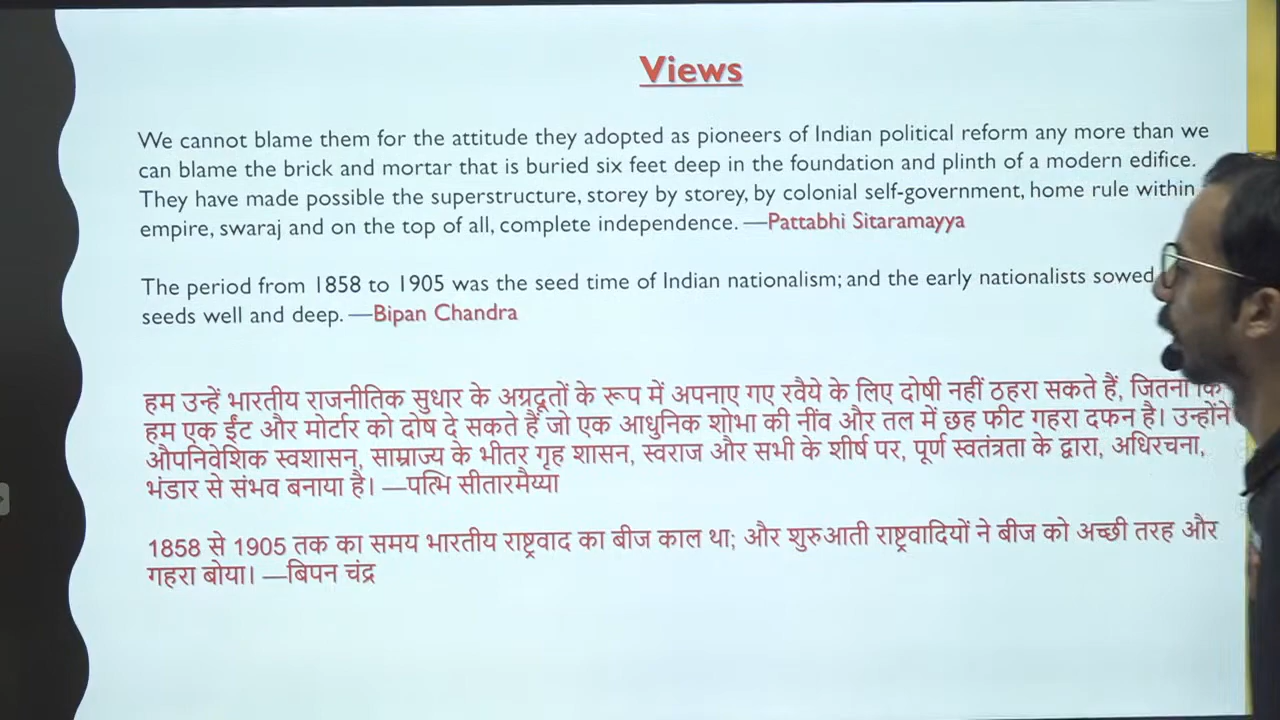 Views
We cannot blame them for the attitude they adopted as pioneers of Indian political reform any more than we
can blame the brick and mortar that is buried six feet deep in the foundation and plinth of a modern edifice.
They have made possible the superstructure, storey by storey, by colonial self-government, home rule within
empire, swaraj and on the top of all, complete independence. —Pattabhi Sitaramayya
The period from 1858 to 1905 was the seed time of Indian nationalism; and the early nationalists sowed
seeds well and deep. —Bipan Chandra
हम उन्हें भारतीय राजनीतिक सुधार के अग्रदूतों के रूप में अपनाए गए रवैये के लिए दोषी नहीं ठहरा सकते हैं, जितना कि
हम एक ईंट और मोर्टार को दोष दे सकते हैं जो एक आधुनिक शोभा की नींव और तल में छह फीट गहरा दफन है। उन्होंने
औपनिवेशिक स्वशासन, साम्राज्य के भीतर गृह शासन, स्वराज और सभी के शीर्ष पर, पूर्ण स्वतंत्रता के द्वारा, अधिरचना,
भंडार से संभव बनाया है। —पत्भि सीतारमैय्या
1858 से 1905 तक का समय भारतीय राष्ट्रवाद का बीज काल था; और शुरुआती राष्ट्रवादियों ने बीज को अच्छी तरह और
गहरा बोया। —बिपन चंद्र